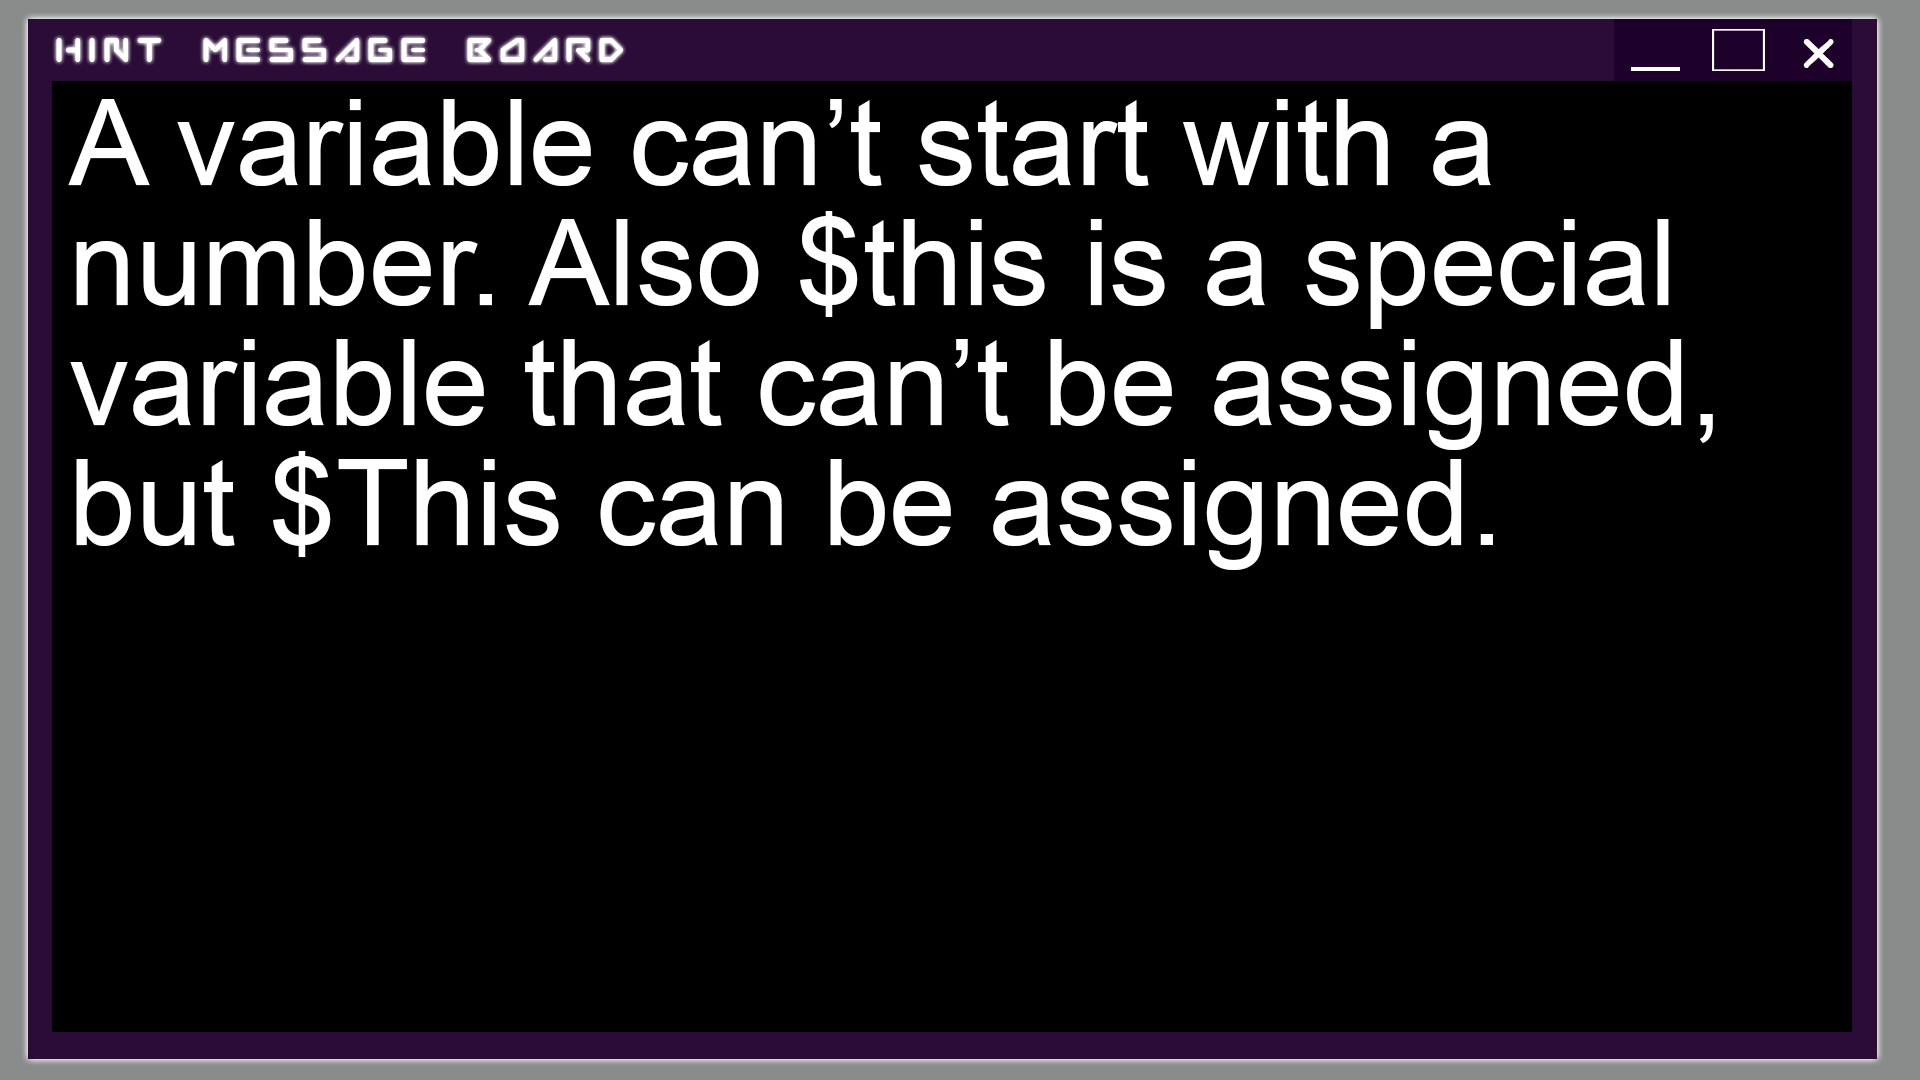 HINT MESSAGE BOARD
A variable can’t start with a
number. Also $this is a special
variable that can’t be assigned,
but $This can be assigned.